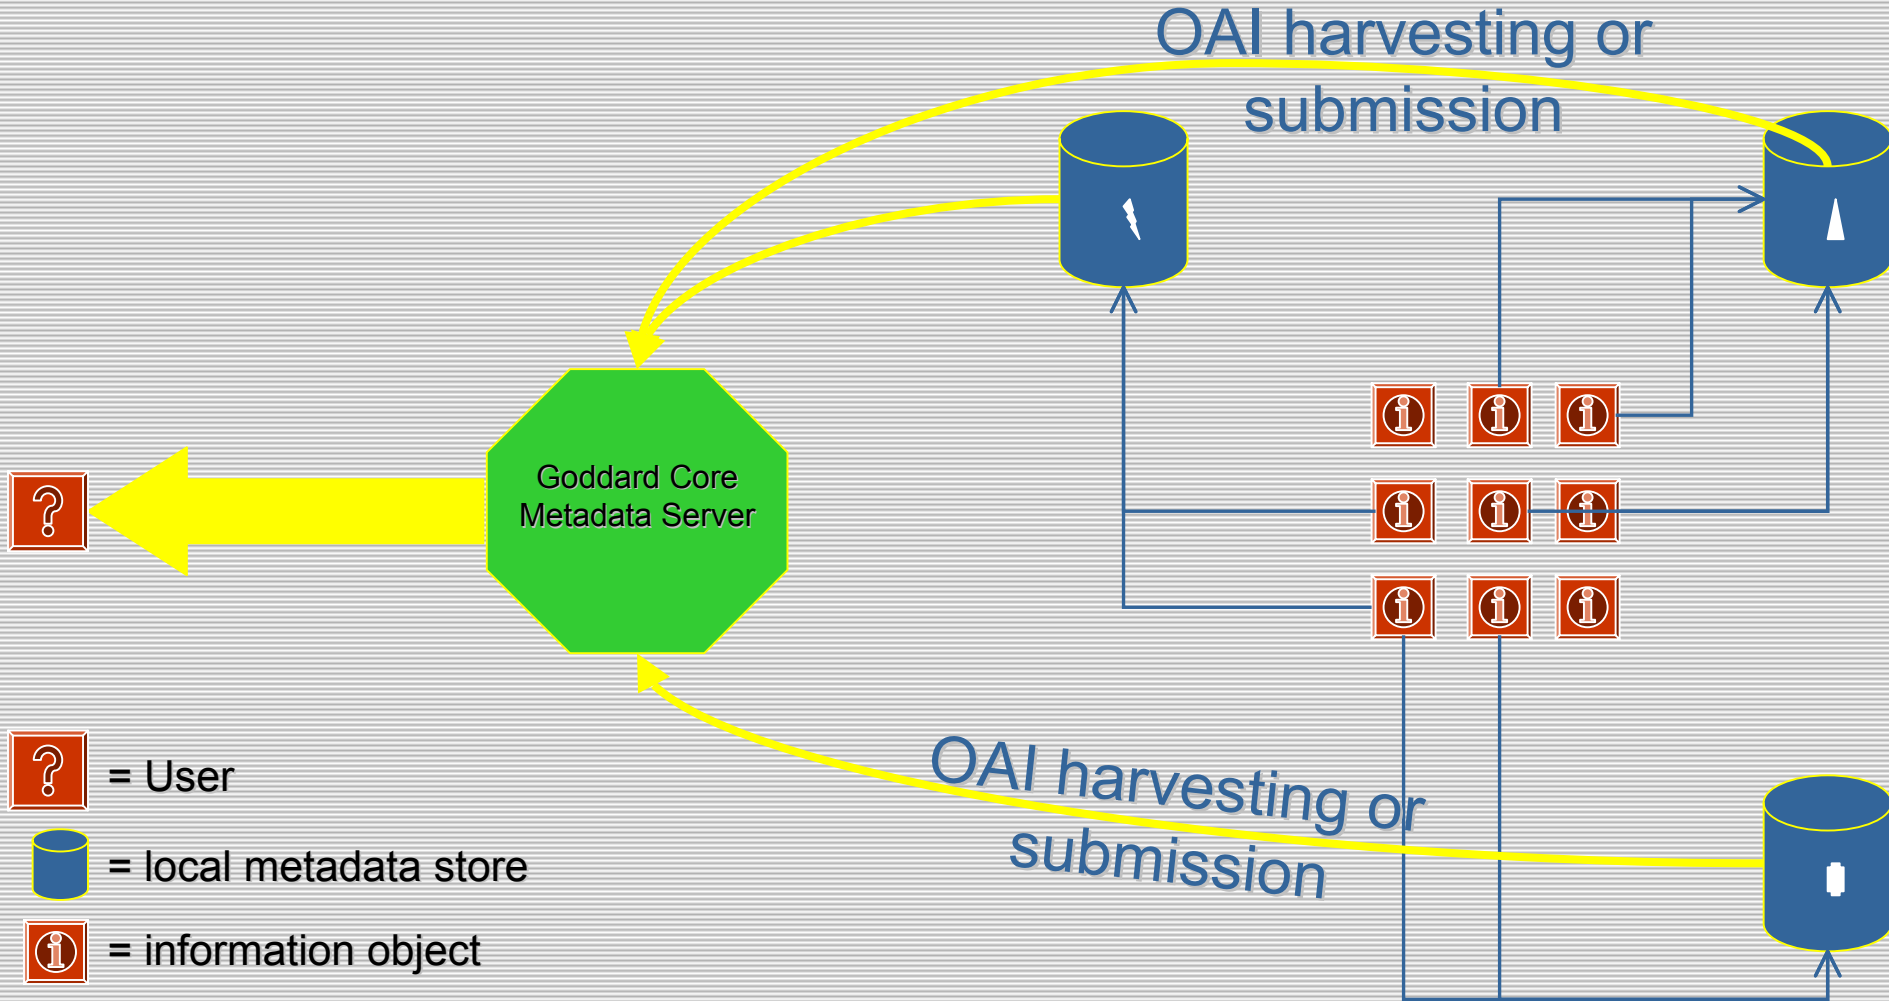 OAI harvesting or
submission
Goddard Core
Metadata Server
?
OAI harvesting or
submission
? = User
= local metadata store
i = information object